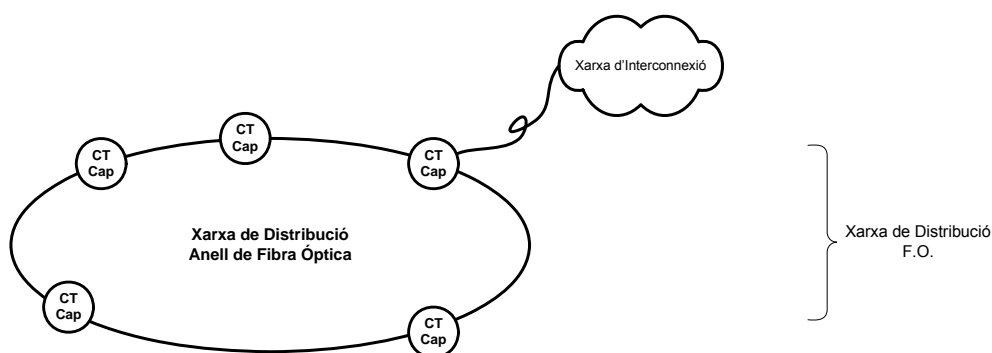 Xarxa d'Interconnexió
CT
Cap
CT
Cap
CT
Cap
Xarxa de Distribució
Anell de Fibra Óptica
Xarxa de Distribució
F.O.
CT
Cap
CT
Cap